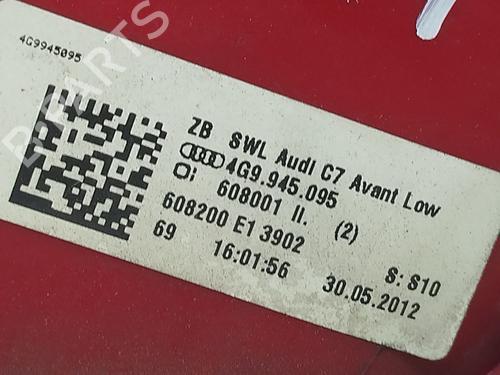 4G9945095
ZB SWL Audi C7 Avant Low
4G9.945.095
608001 II. (2)
608200 E1 3902 S: S10
69 16:01:56 30.05.2012
B-PARTS